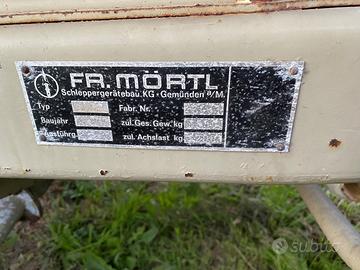 FR. MÖRTL
Schleppergerätebau.KG - Gemünden a/M.
Typ Fabr. Nr.
Baujahr zul. Ges. Gew. kg
Ausführg. zul. Achslast kg
subito